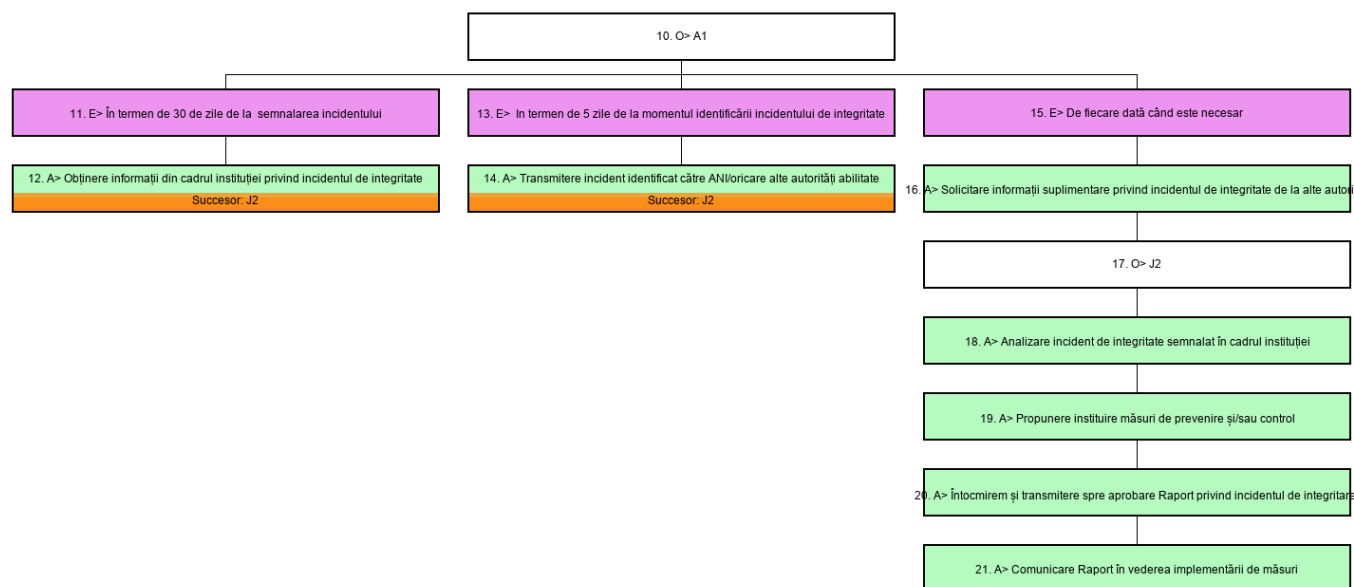 10. O> A1
11. E> În termen de 30 de zile de la semnalarea incidentului
13. E> In termen de 5 zile de la momentul identificării incidentului de integritate
15. E> De fiecare dată când este necesar
12. A> Obținere informații din cadrul instituției privind incidentul de integritate
Succesor: J2
14. A> Transmitere incident identificat către ANI/oricare alte autorități abilitate
Succesor: J2
16. A> Solicitare informații suplimentare privind incidentul de integritate de la alte
17. O> J2
18. A> Analizare incident de integritate semnalat în cadrul instituției
19. A> Propunere instituire măsuri de prevenire și/sau control
20. A> Întocmirem și transmitere spre aprobare Raport privind incidentul de integritare
21. A> Comunicare Raport în vederea implementării de măsuri